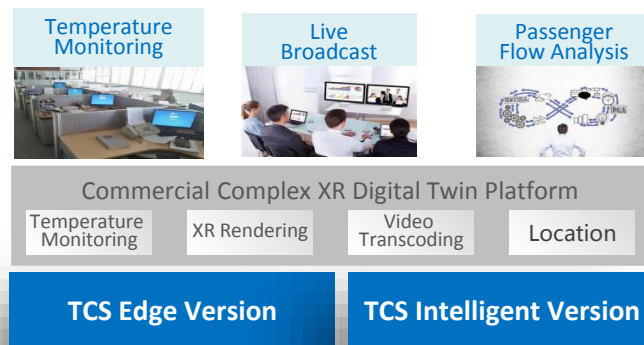 Temperature
Monitoring
Live
Broadcast
Passenger
Flow Analysis
Commercial Complex XR Digital Twin Platform
Temperature
Monitoring
XR Rendering
Video
Transcoding
Location
TCS Edge Version
TCS Intelligent Version